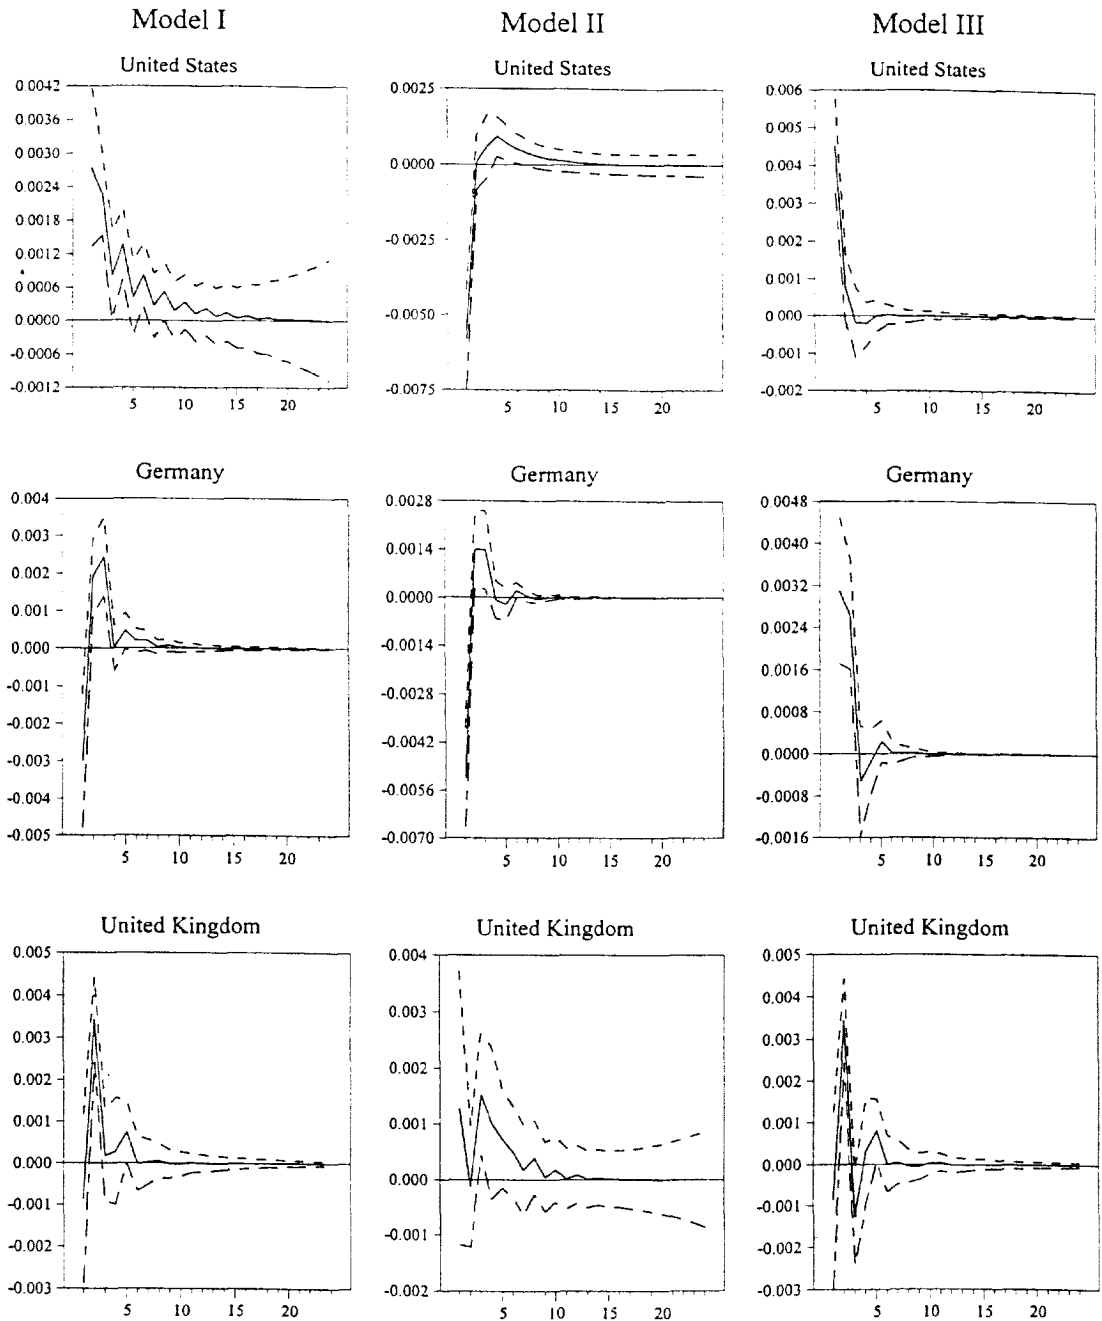 Model I Model II Model III
United States United States United States
0.0042 0.0025 0.006
0.0036 0.005
0.0030 0.0000 0.004
0.0024 0.003
0.0018 -0.0025 0.002
0.0012 0.001
0.0006 -0.0050 0.000
0.0000 -0.001
-0.0006 -0.0075 -0.002
-0.0012
5 10 15 20 5 10 15 20 5 10 15 20
Germany Germany Germany
0.004 0.0028 0.0048
0.003 0.0014 0.0040
0.002 0.0000 0.0032
0.001 -0.0014 0.0024
0.000 -0.0028 0.0016
-0.001 -0.0042 0.0008
-0.002 -0.0056 0.0000
-0.003 -0.0070 -0.0008
-0.004 -0.0016
-0.005
5 10 15 20 5 10 15 20 5 10 15 20
United Kingdom United Kingdom United Kingdom
0.005 0.004 0.005
0.004 0.003 0.004
0.003 0.002 0.003
0.002 0.001 0.002
0.001 0.000 0.001
0.000 -0.001 0.000
-0.001 -0.002 -0.001
-0.002 -0.002
-0.003 -0.003
5 10 15 20 5 10 15 20 5 10 15 20